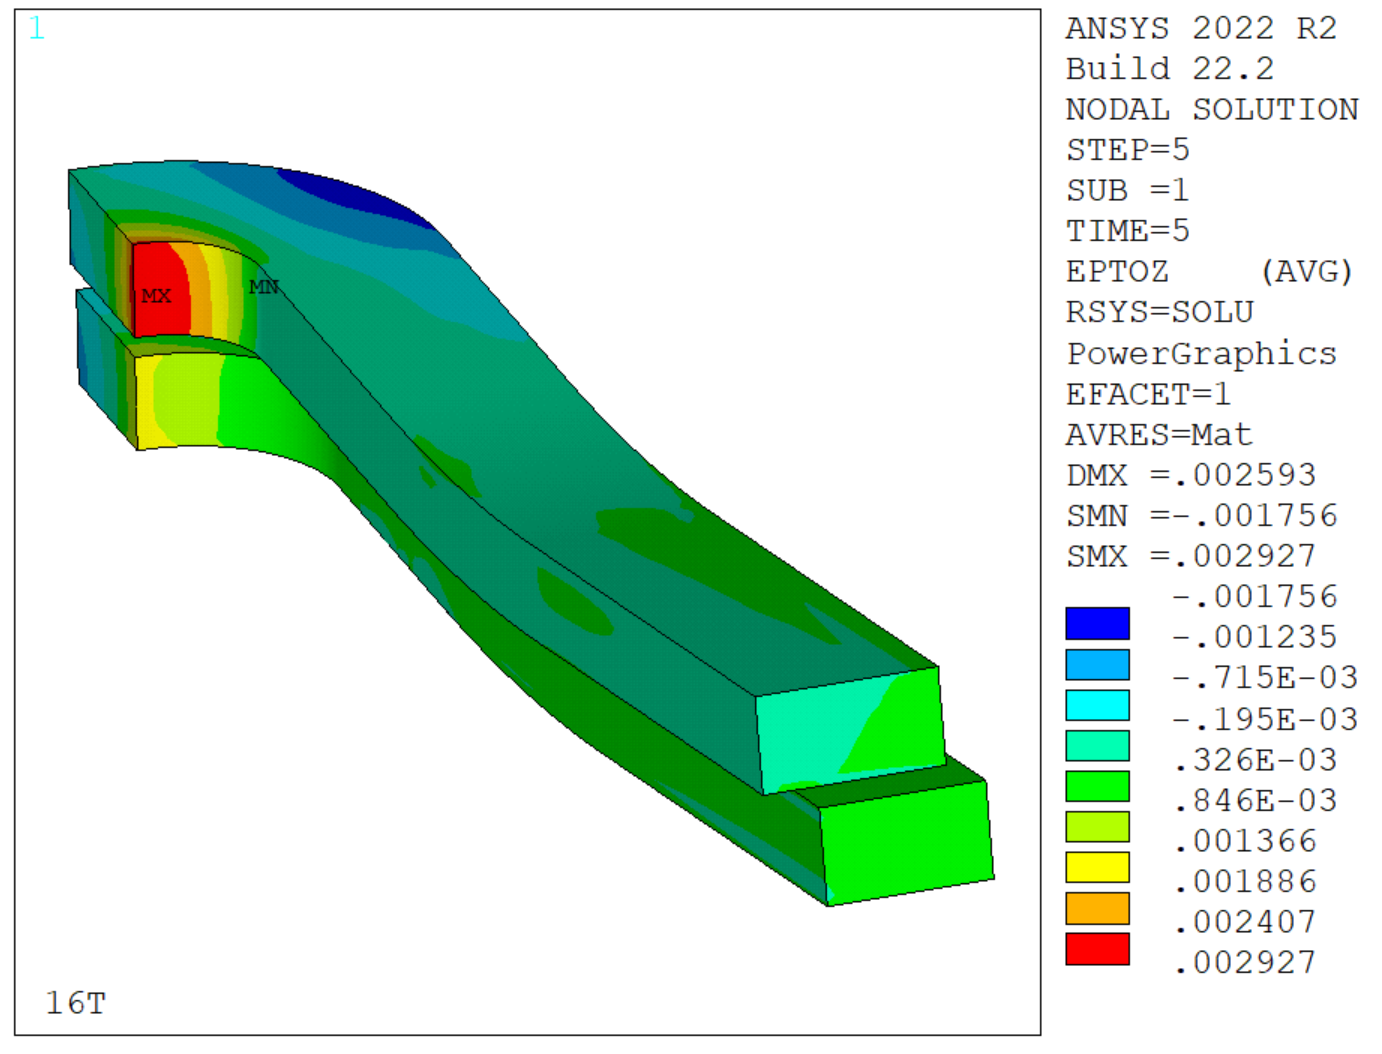 1
MX
MN
16T
ANSYS 2022 R2
Build 22.2
NODAL SOLUTION
STEP=5
SUB =1
TIME=5
EPTOZ (AVG)
RSYS=SOLU
PowerGraphics
EFACET=1
AVRES=Mat
DMX =.002593
SMN =-.001756
SMX =.002927
-.001756
-.001235
-.715E-03
-.195E-03
.326E-03
.846E-03
.001366
.001886
.002407
.002927